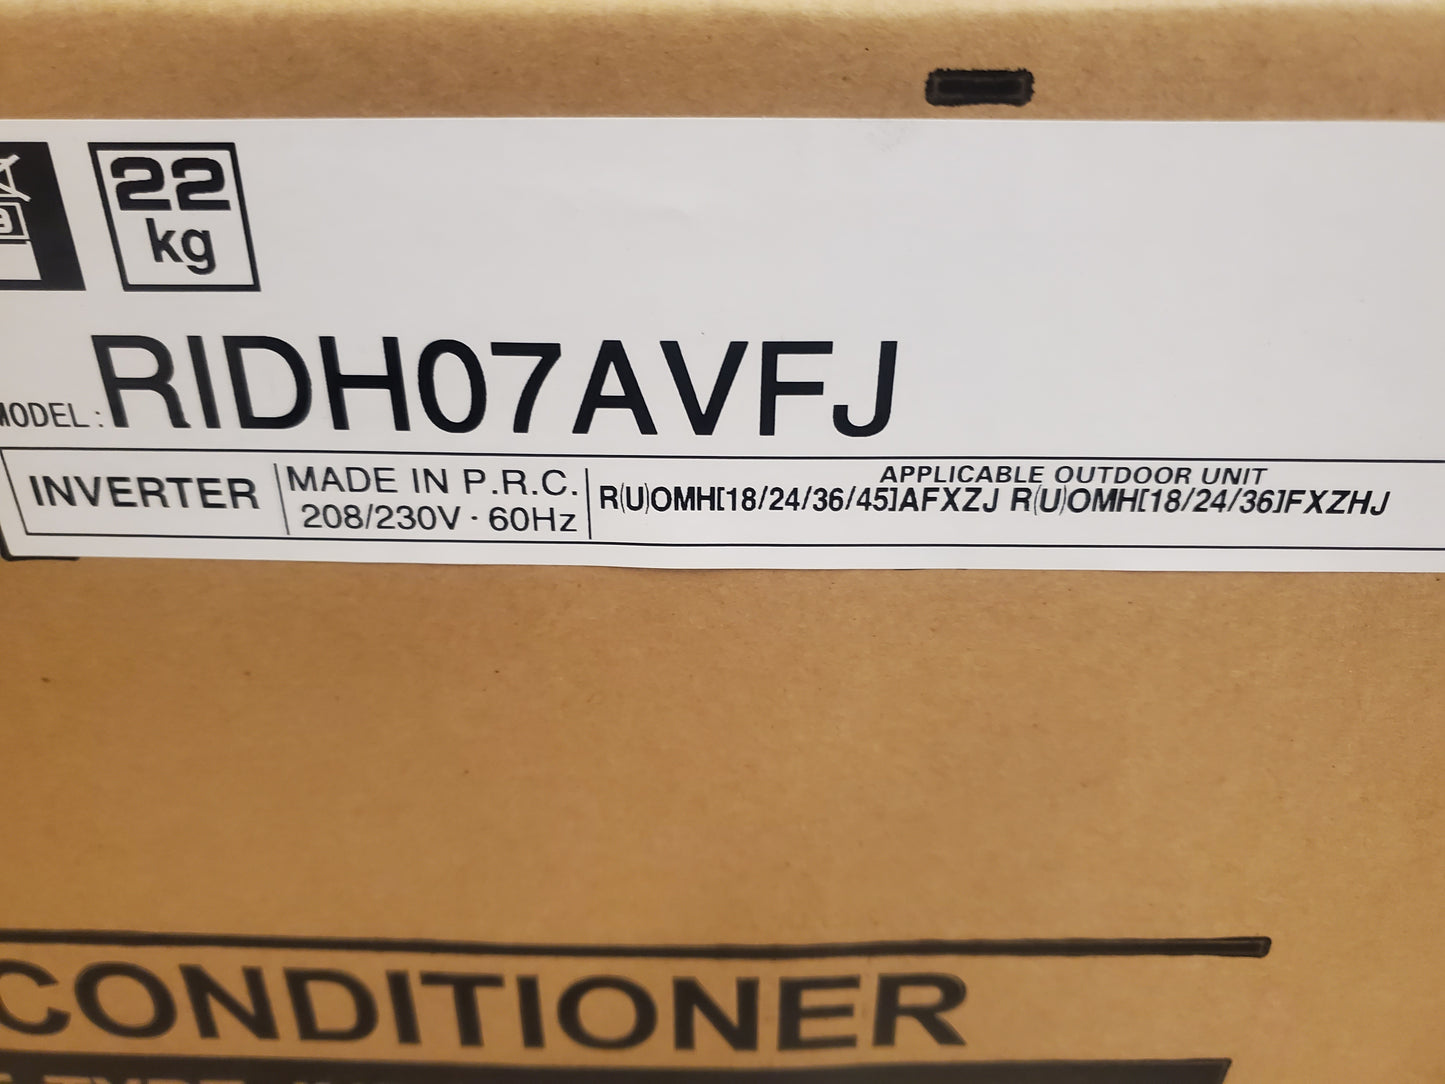 22
kg
MODEL: RIDH07AVFJ
INVERTER
MADE IN P.R.C.
208/230V · 60Hz
APPLICABLE OUTDOOR UNIT
R(U)OMH[18/24/36/45]AFXZJ R(U)OMH[18/24/36]FXZHJ
CONDITIONER